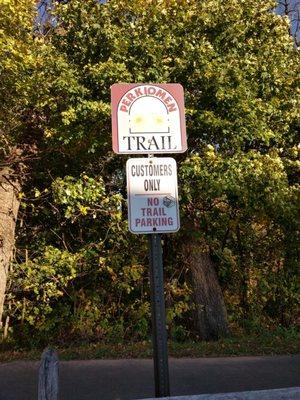 PERKIOMEN
TRAIL
CUSTOMERS
ONLY
NO
TRAIL
PARKING